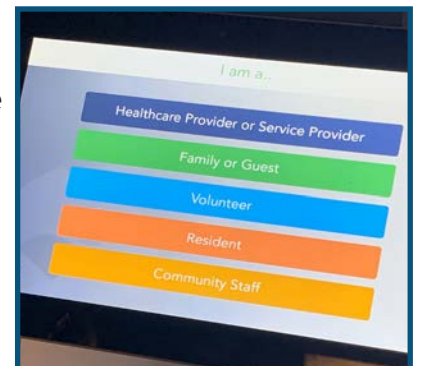 I am a..
Healthcare Provider or Service Provider
Family or Guest
Volunteer
Resident
Community Staff